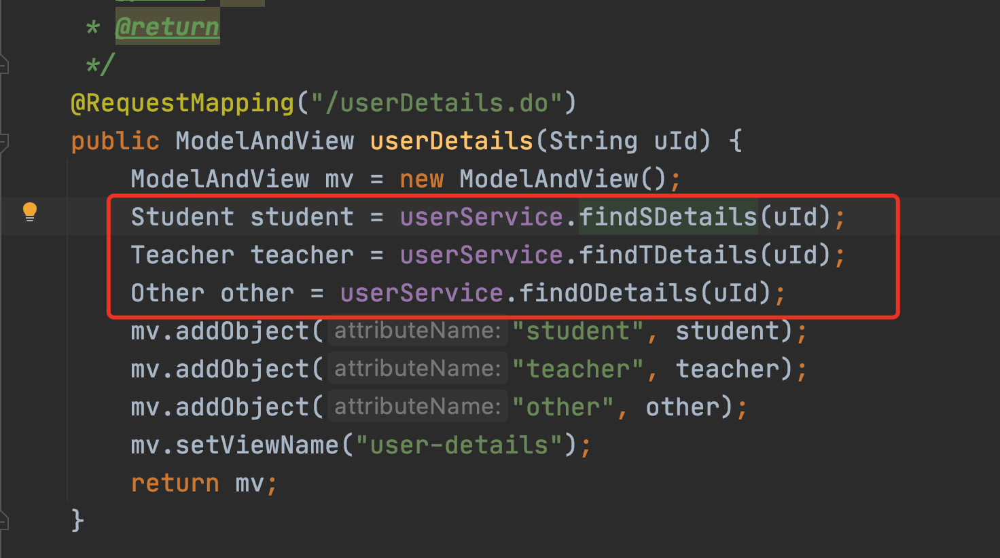 * @return
*/
@RequestMapping("/userDetails.do")
public ModelAndView userDetails(String uId) {
ModelAndView mv = new ModelAndView();
Student student = userService.findSDetails(uId);
Teacher teacher = userService.findTDetails(uId);
Other other = userService.findODetails(uId);
mv.addObject( attributeName: "student", student);
mv.addObject( attributeName: "teacher", teacher);
mv.addObject( attributeName: "other", other);
mv.setViewName("user-details");
return mv;
}